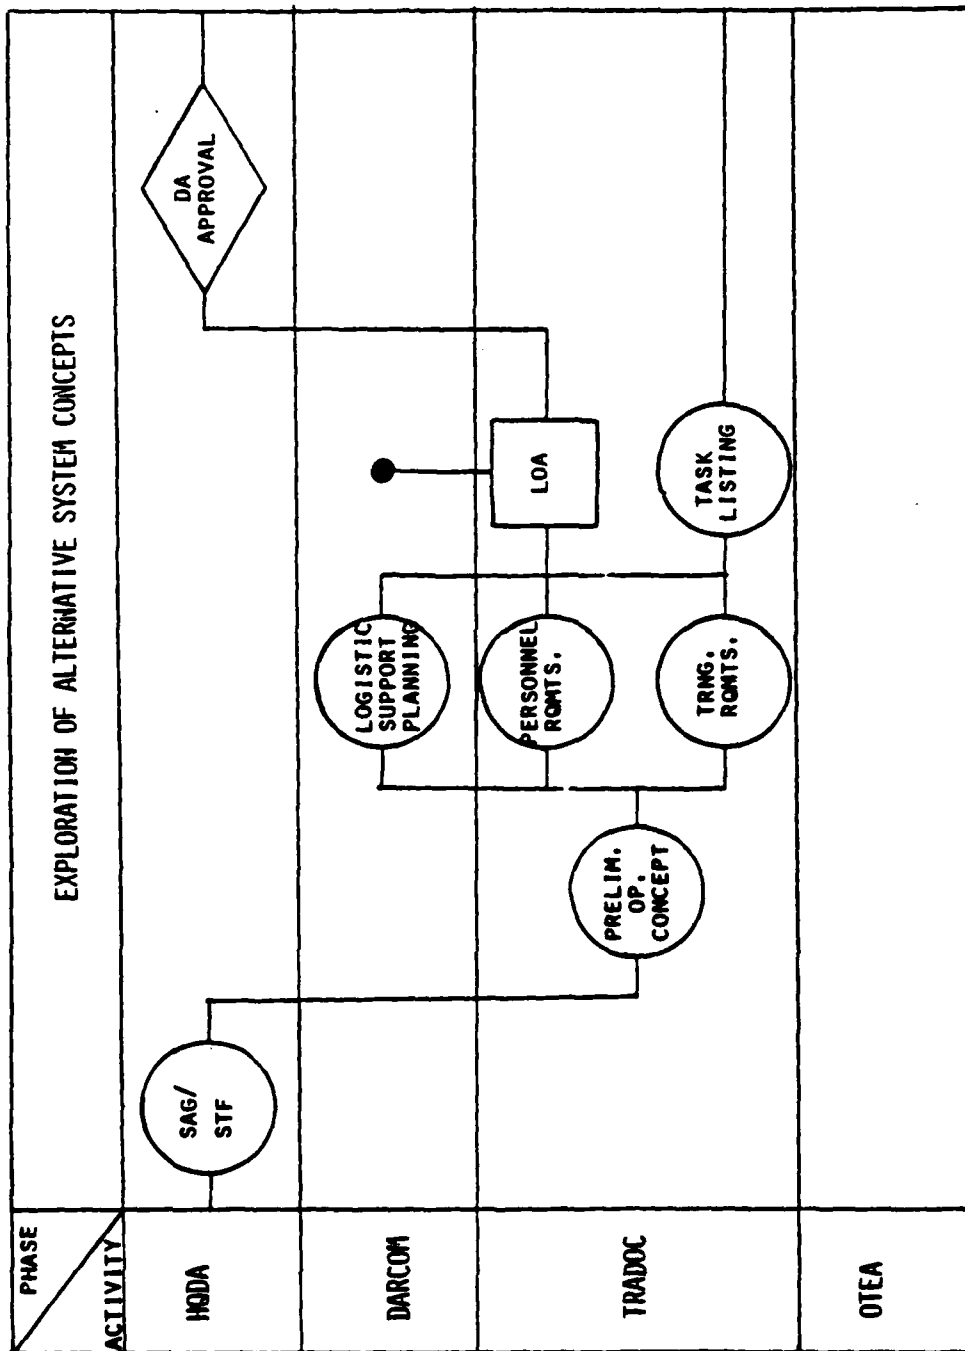 PHASE
ACTIVITY
EXPLORATION OF ALTERNATIVE SYSTEM CONCEPTS
HQDA
SAG/
STF
DA
APPROVAL
DARCOM
LOGISTIC
SUPPORT
PLANNING
TRADOC
PRELIM.
OP.
CONCEPT
PERSONNEL
RQMTS.
TRNG.
RQMTS.
LOA
TASK
LISTING
OTEA